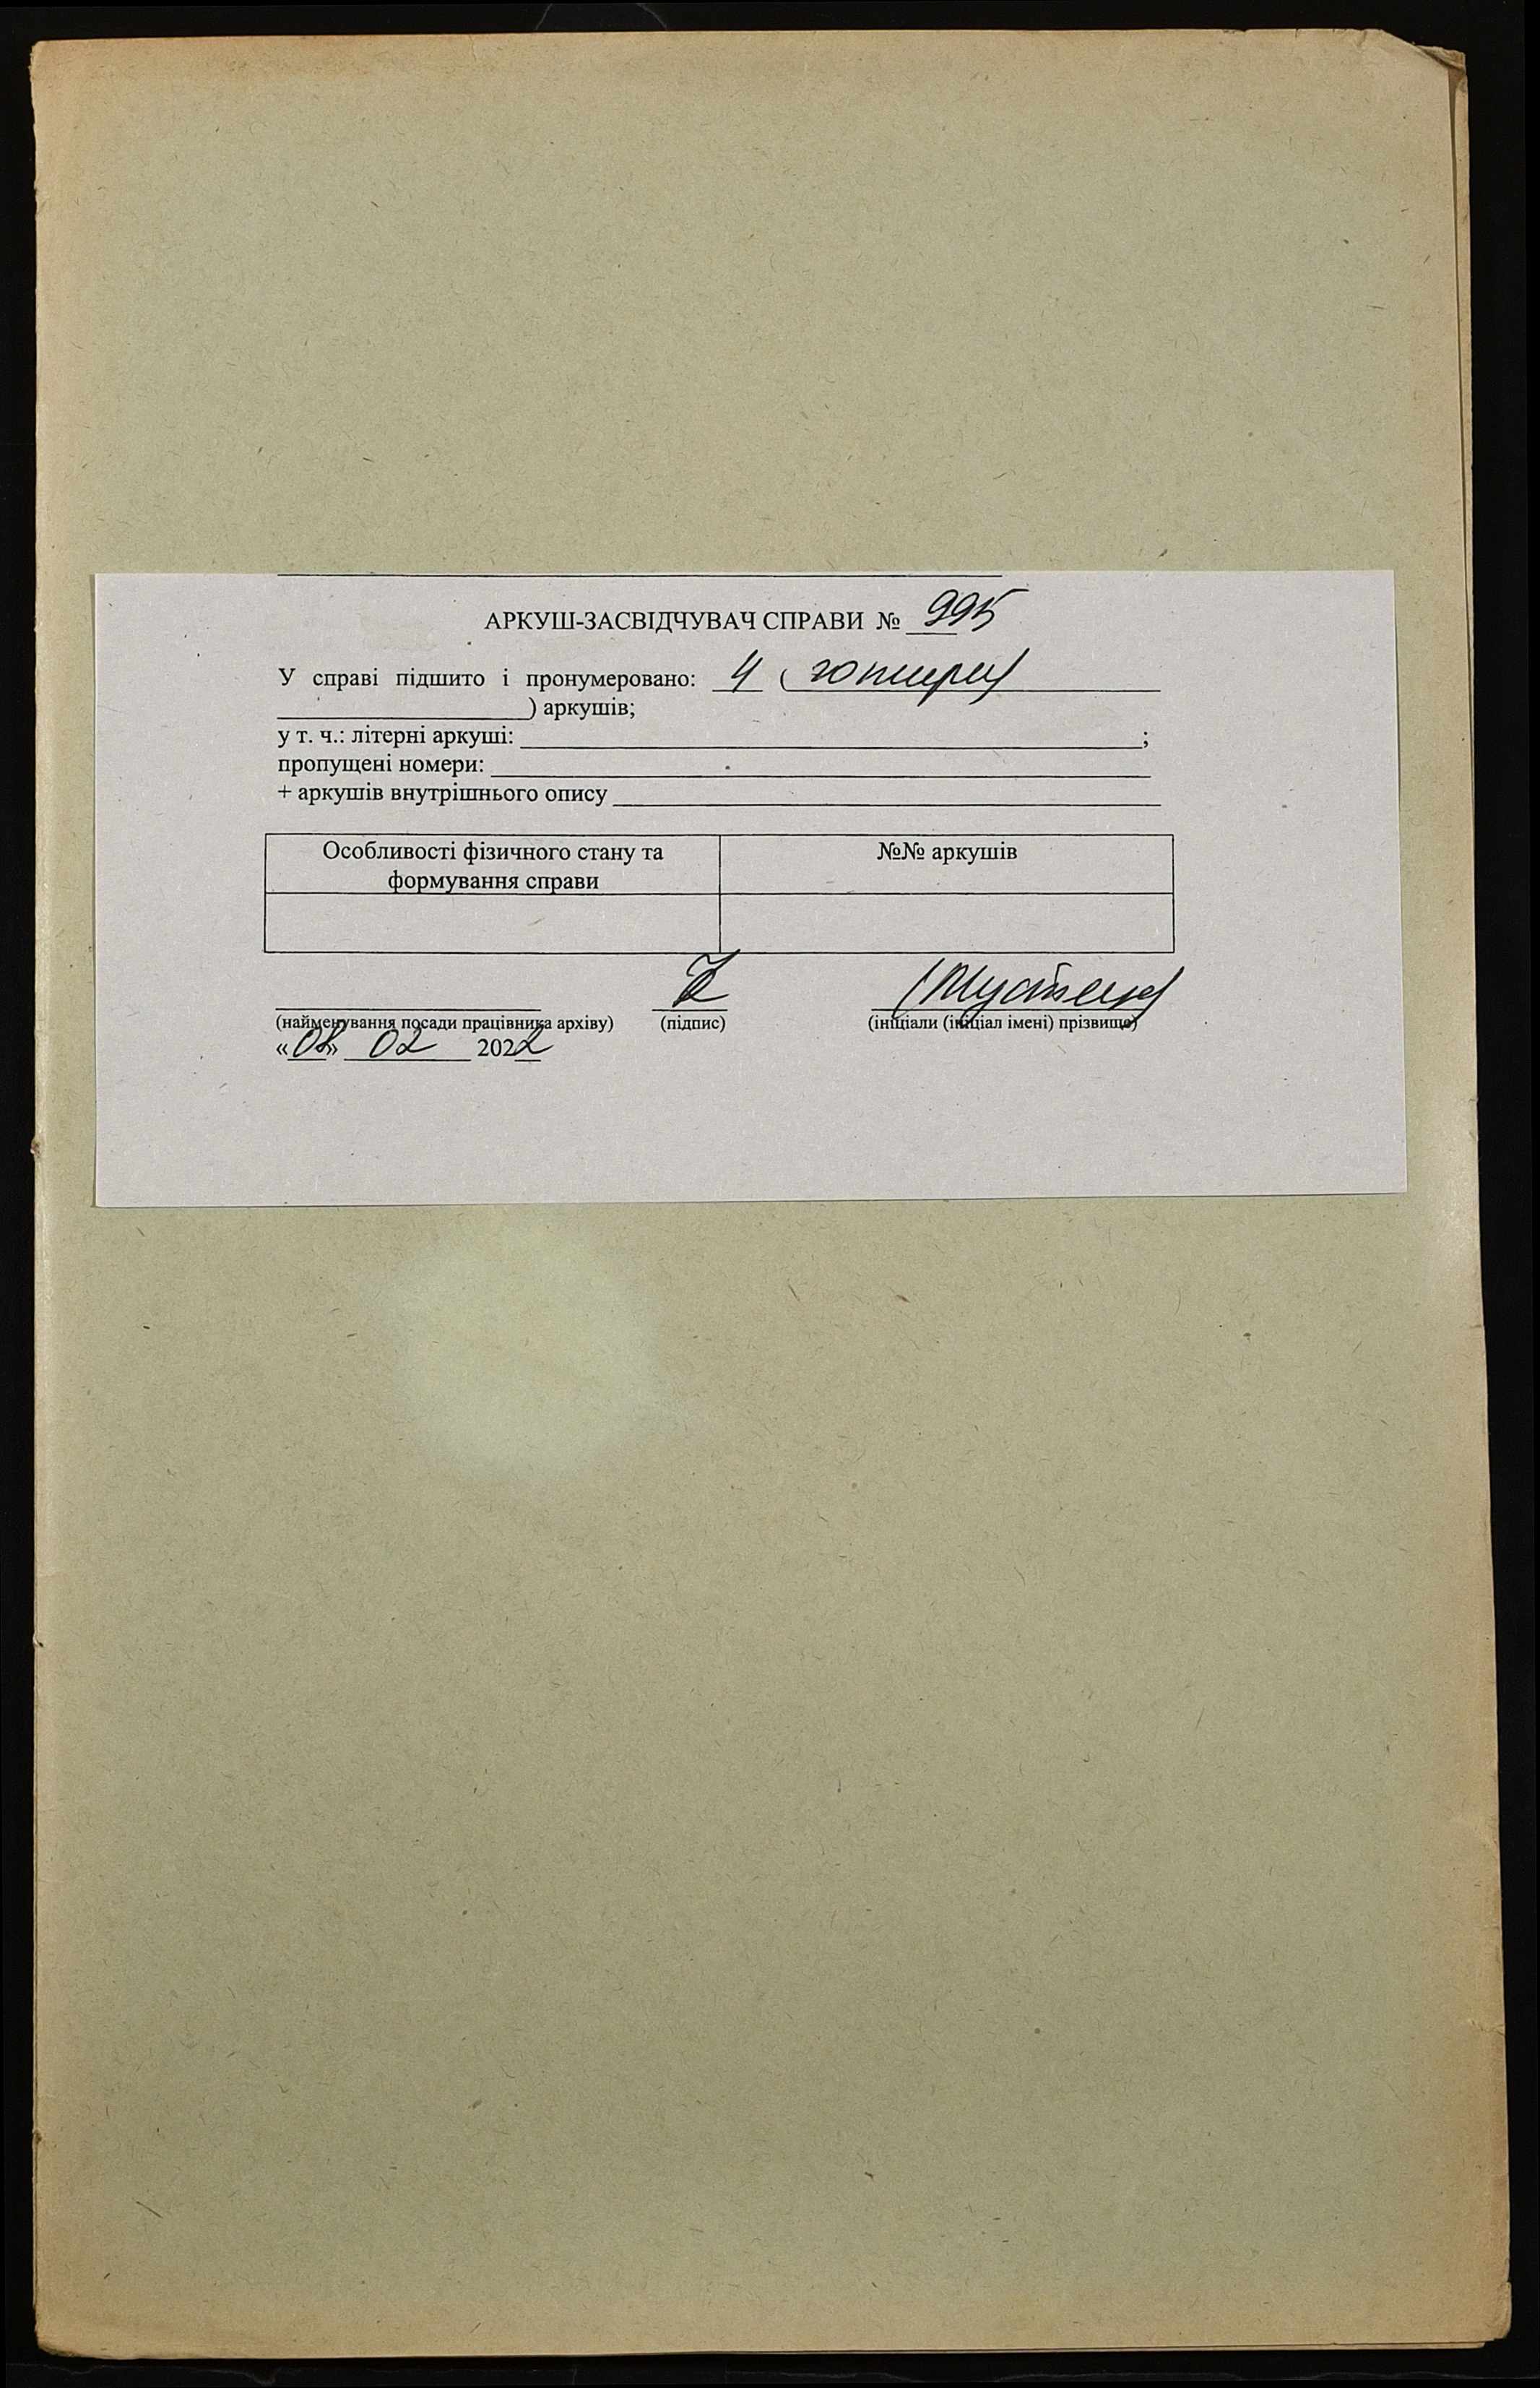 АРКУШ-ЗАСВІДЧУВАЧ СПРАВИ № 995
У справі підшито і пронумеровано: 4 ( чотири )
) аркушів;
у т. ч.: літерні аркуші: ;
пропущені номери:
+ аркушів внутрішнього опису
Особливості фізичного стану та формування справи
№№ аркушів
(найменування посади працівника архіву) (підпис) (ініціали (ініціал імені) прізвище)
« » 02 2022